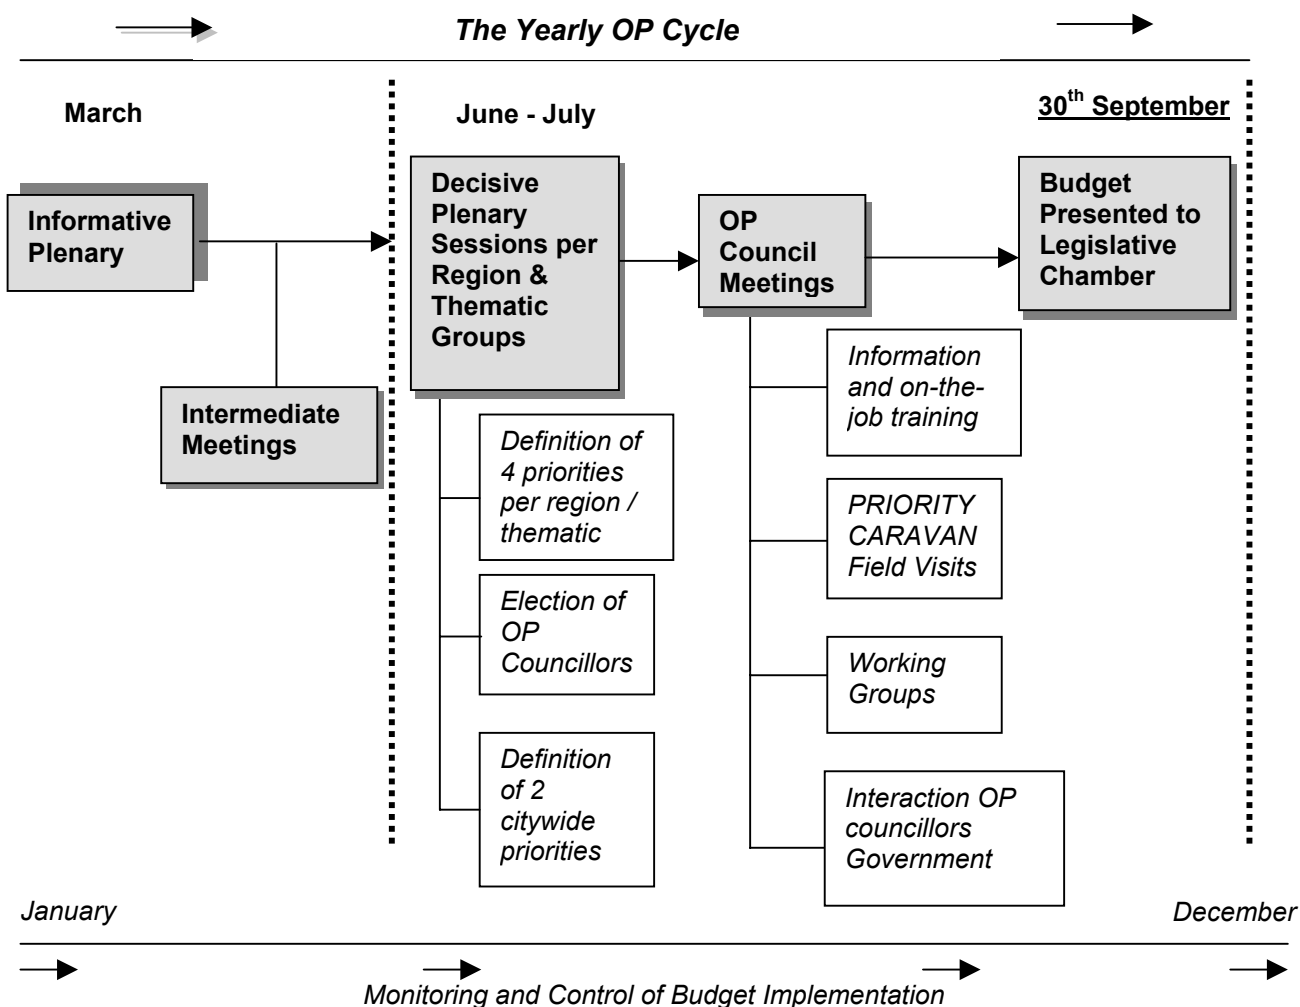 The Yearly OP Cycle
March
June - July
30th September
Informative
Plenary
Intermediate
Meetings
Decisive
Plenary
Sessions per
Region &
Thematic
Groups
Definition of
4 priorities
per region /
thematic
Election of
OP
Councillors
Definition
of 2
citywide
priorities
OP
Council
Meetings
Information
and on-the-
job training
PRIORITY
CARAVAN
Field Visits
Working
Groups
Interaction OP
councillors
Government
Budget
Presented to
Legislative
Chamber
January
December
Monitoring and Control of Budget Implementation